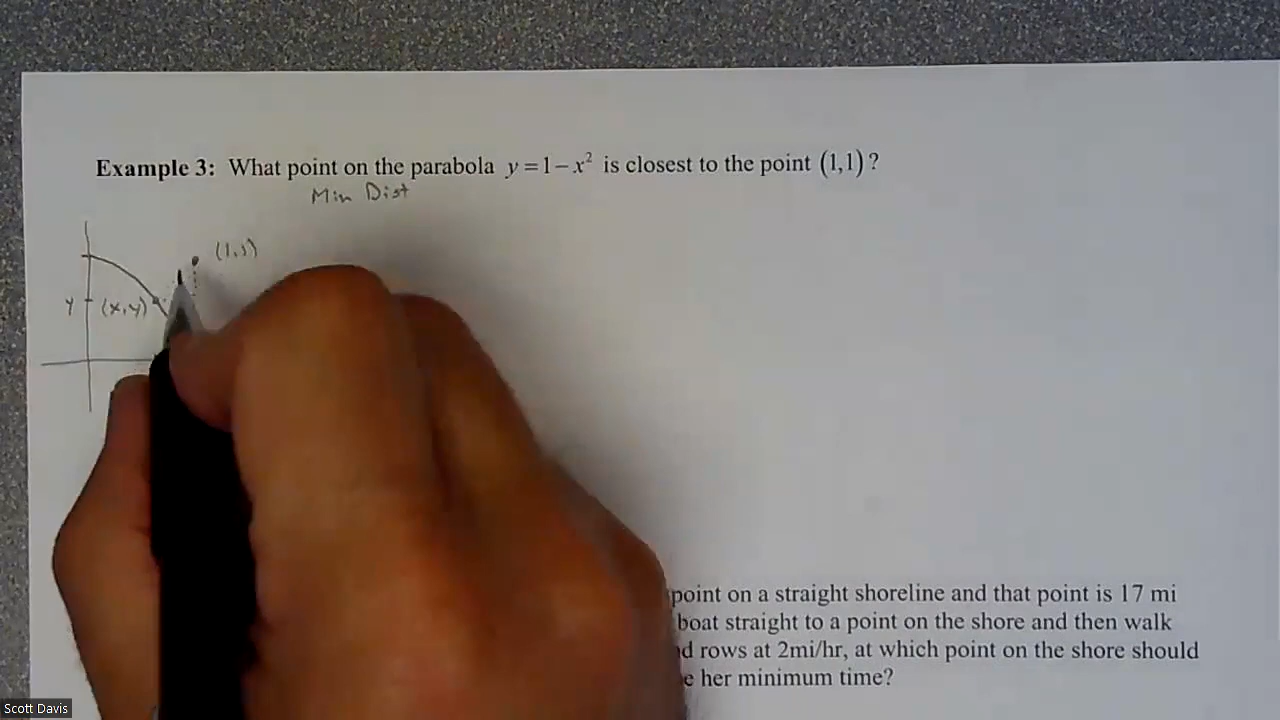 Example 3: What point on the parabola y = 1 − x² is closest to the point (1,1)?
Min Dist
(1,1)
y (x,y)
point on a straight shoreline and that point is 17 mi
boat straight to a point on the shore and then walk
rows at 2mi/hr, at which point on the shore should
her minimum time?
Scott Davis